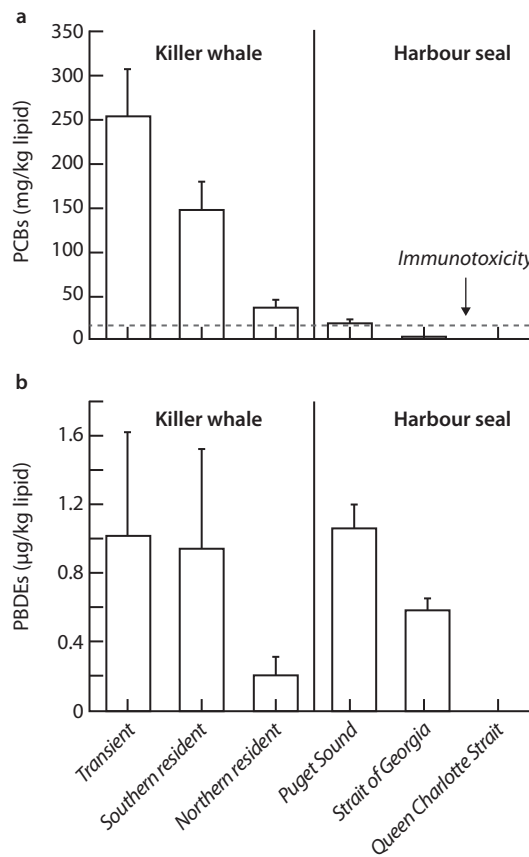 a
Killer whale
Harbour seal
PCBs (mg/kg lipid)
350
300
250
200
150
100
50
0
Immunotoxicity
b
Killer whale
Harbour seal
PBDEs (µg/kg lipid)
1.6
1.2
0.8
0.4
0
Transient
Southern resident
Northern resident
Puget Sound
Strait of Georgia
Queen Charlotte Strait